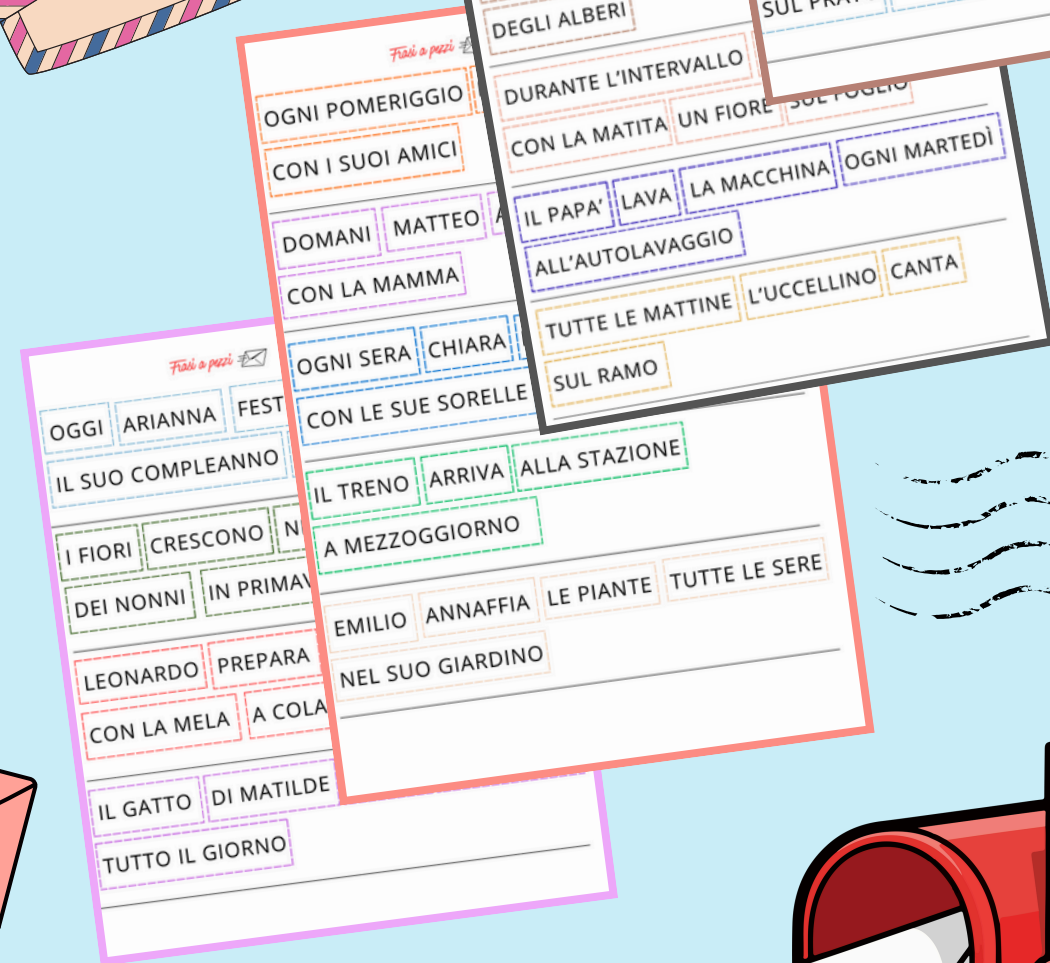 DEGLI ALBERI
DURANTE L'INTERVALLO
CON LA MATITA UN FIORE SUL FOGLIO
IL PAPA' LAVA LA MACCHINA OGNI MARTEDÌ
ALL'AUTOLAVAGGIO
TUTTE LE MATTINE L'UCCELLINO CANTA
SUL RAMO
Frasi a pezzi
OGNI POMERIGGIO
CON I SUOI AMICI
DOMANI MATTEO
CON LA MAMMA
OGNI SERA CHIARA
CON LE SUE SORELLE
IL TRENO ARRIVA ALLA STAZIONE
A MEZZOGGIORNO
EMILIO ANNAFFIA LE PIANTE TUTTE LE SERE
NEL SUO GIARDINO
Frasi a pezzi
OGGI ARIANNA FEST
IL SUO COMPLEANNO
I FIORI CRESCONO
DEI NONNI IN PRIMAV
LEONARDO PREPARA
CON LA MELA A COLA
IL GATTO DI MATILDE
TUTTO IL GIORNO